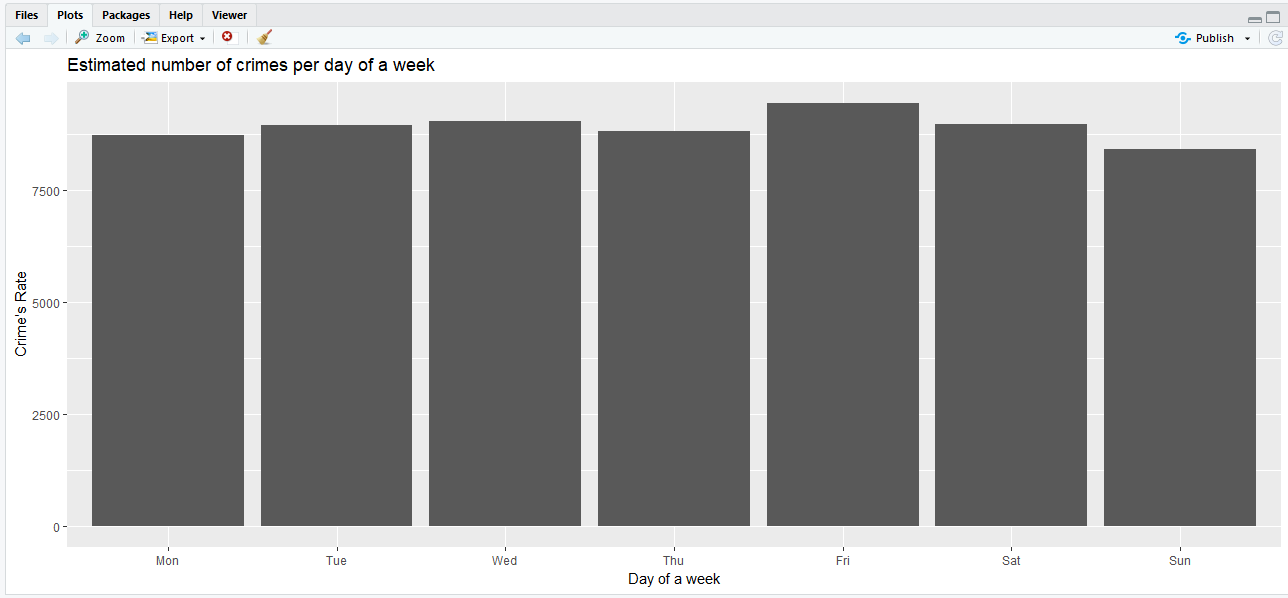 Files Plots Packages Help Viewer
Zoom Export Publish
Estimated number of crimes per day of a week
Crime's Rate
7500
5000
2500
0
Mon Tue Wed Thu Fri Sat Sun
Day of a week